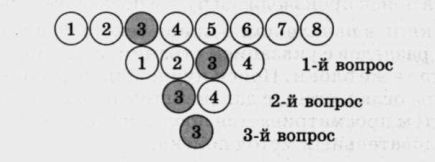 1 2 3 4 5 6 7 8
1 2 3 4 1-й вопрос
3 4 2-й вопрос
3 3-й вопрос